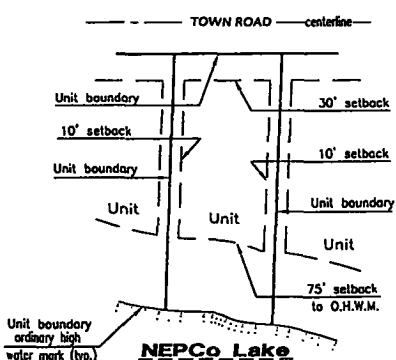 TOWN ROAD centerline
Unit boundary
30' setback
10' setback
10' setback
Unit boundary
Unit boundary
Unit
Unit
Unit
75' setback
to O.H.W.M.
Unit boundary
ordinary high
water mark (typ.)
NEPCo Lake